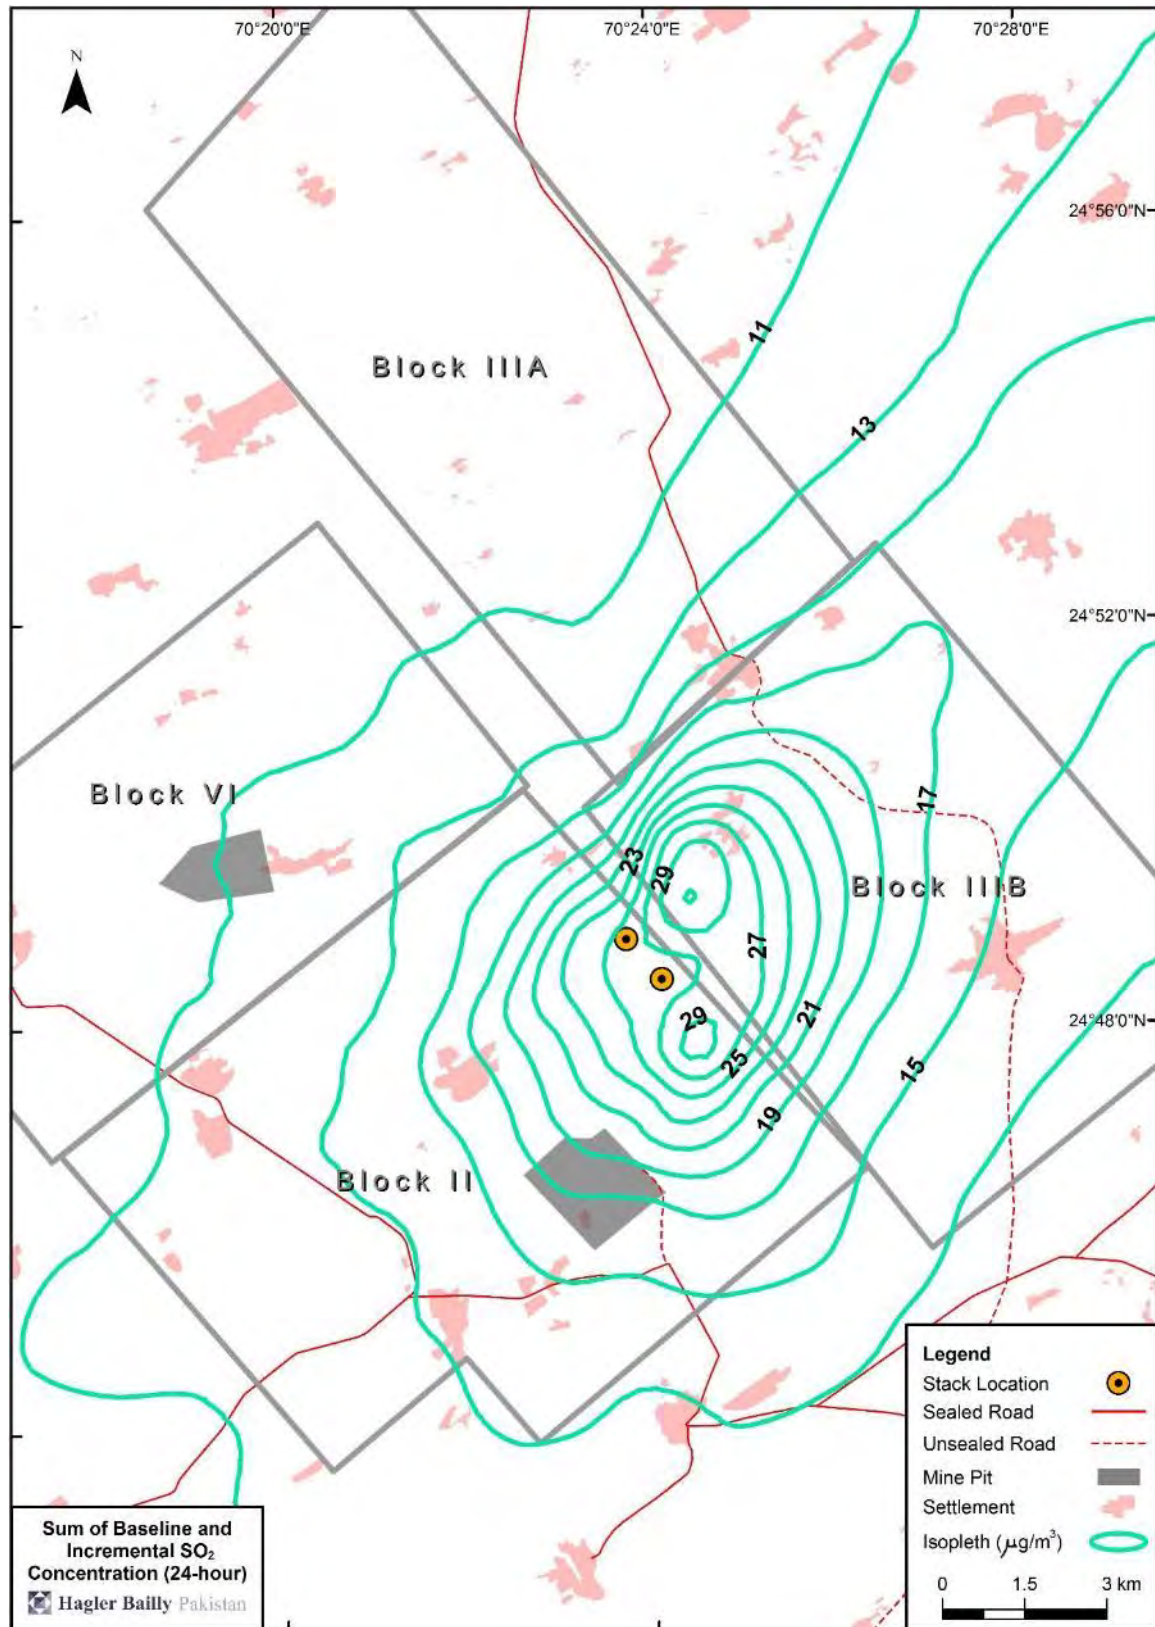 70°20'0"E
70°24'0"E
70°28'0"E
N
24°56'0"N
11
Block IIIA
13
24°52'0"N
Block VI
17
23
29
Block IIIB
27
21
29
24°48'0"N
25
15
19
Block II
Legend
Stack Location
Sealed Road
Unsealed Road
Mine Pit
Settlement
Isopleth (µg/m³)
0 1.5 3 km
Sum of Baseline and
Incremental SO₂
Concentration (24-hour)
Hagler Bailly Pakistan